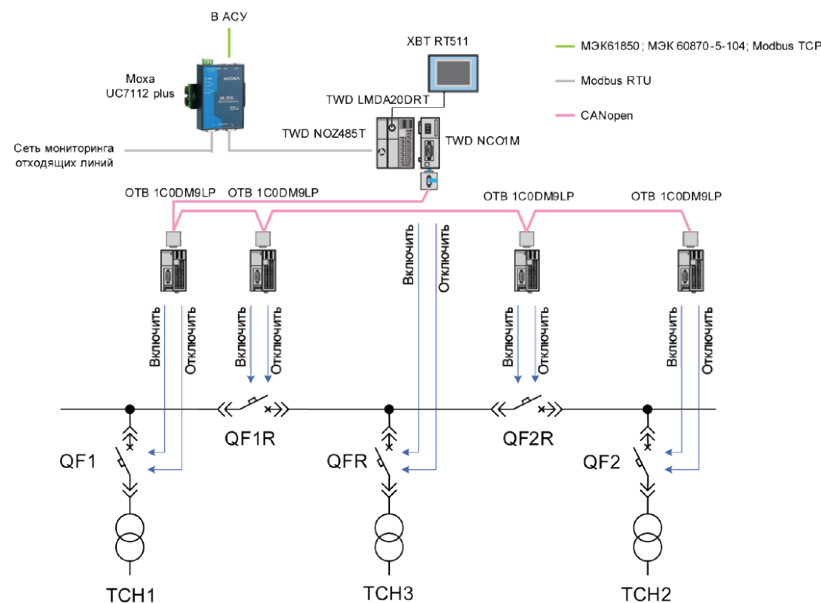 В АСУ
XBT RT511
МЭК61850; МЭК 60870-5-104; Modbus TCP
Moxa
UC7112 plus
MOXA
Modbus RTU
TWD LMDA20DRT
CANopen
TWD NOZ485T
TWD NCO1M
Сеть мониторинга
отходящих линий
OTB 1C0DM9LP
OTB 1C0DM9LP
OTB 1C0DM9LP
OTB 1C0DM9LP
Включить
Отключить
Включить
Отключить
Включить
Отключить
Включить
Отключить
Включить
Отключить
QF1R
QF2R
QF1
QFR
QF2
ТСН1
ТСН3
ТСН2